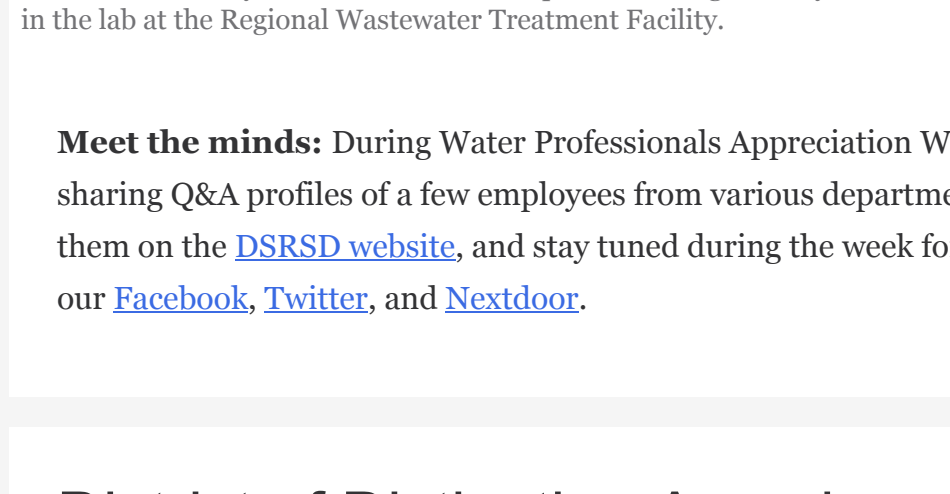 in the lab at the Regional Wastewater Treatment Facility.
Meet the minds: During Water Professionals Appreciation
sharing Q&A profiles of a few employees from various
them on the DSRSD website, and stay tuned during the week
our Facebook, Twitter, and Nextdoor.